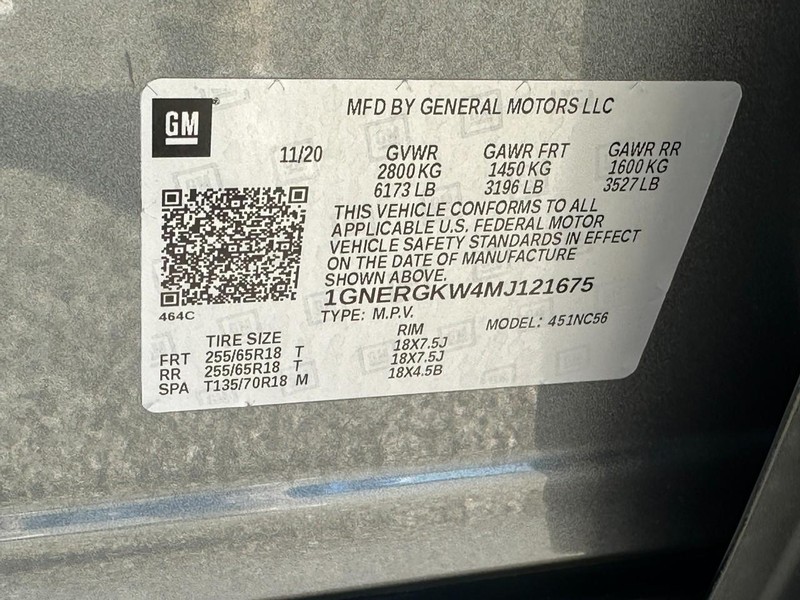 GM
MFD BY GENERAL MOTORS LLC
11/20 GVWR GAWR FRT GAWR RR
2800 KG 1450 KG 1600 KG
6173 LB 3196 LB 3527 LB
THIS VEHICLE CONFORMS TO ALL
APPLICABLE U.S. FEDERAL MOTOR
VEHICLE SAFETY STANDARDS IN EFFECT
ON THE DATE OF MANUFACTURE
SHOWN ABOVE.
1GNERGKW4MJ121675
464C
TYPE: M.P.V. MODEL: 451NC56
TIRE SIZE RIM
FRT 255/65R18 T 18X7.5J
RR 255/65R18 T 18X7.5J
SPA T135/70R18 M 18X4.5B